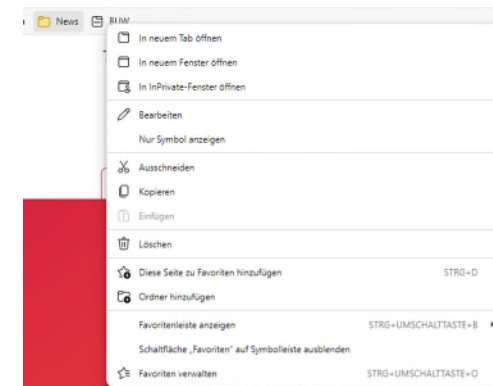 News BUW
In neuem Tab öffnen
In neuem Fenster öffnen
In InPrivate-Fenster öffnen
Bearbeiten
Nur Symbol anzeigen
Ausschneiden
Kopieren
Einfügen
Löschen
Diese Seite zu Favoriten hinzufügen STRG+D
Ordner hinzufügen
Favoritenleiste anzeigen STRG+UMSCHALTTASTE+B
Schaltfläche „Favoriten" auf Symbolleiste ausblenden
Favoriten verwalten STRG+UMSCHALTTASTE+O